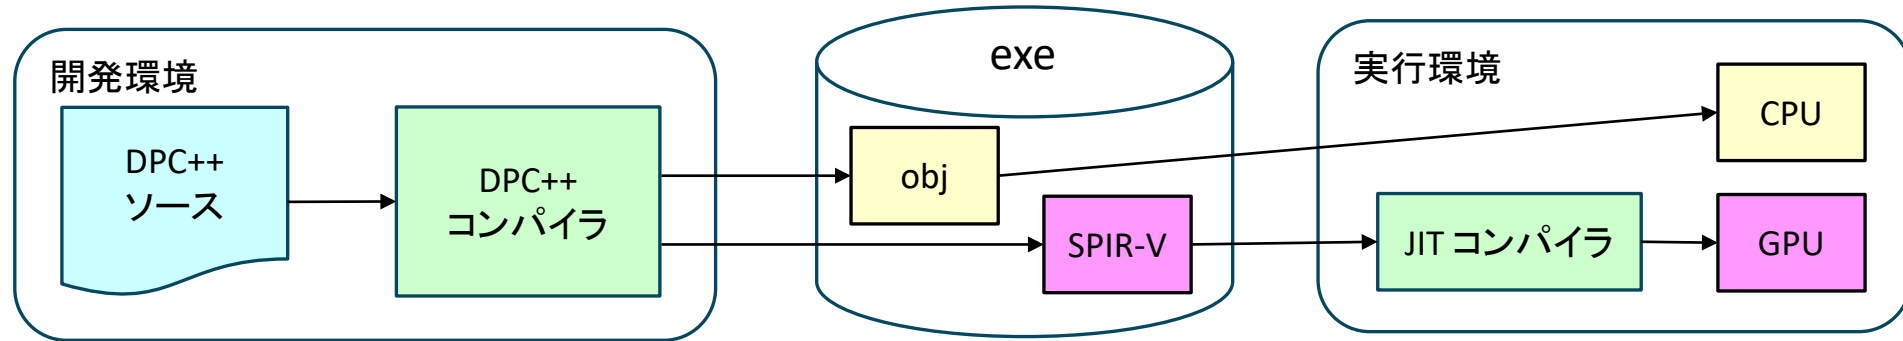 開発環境
DPC++
ソース
DPC++
コンパイラ
exe
obj
SPIR-V
実行環境
CPU
JIT コンパイラ
GPU